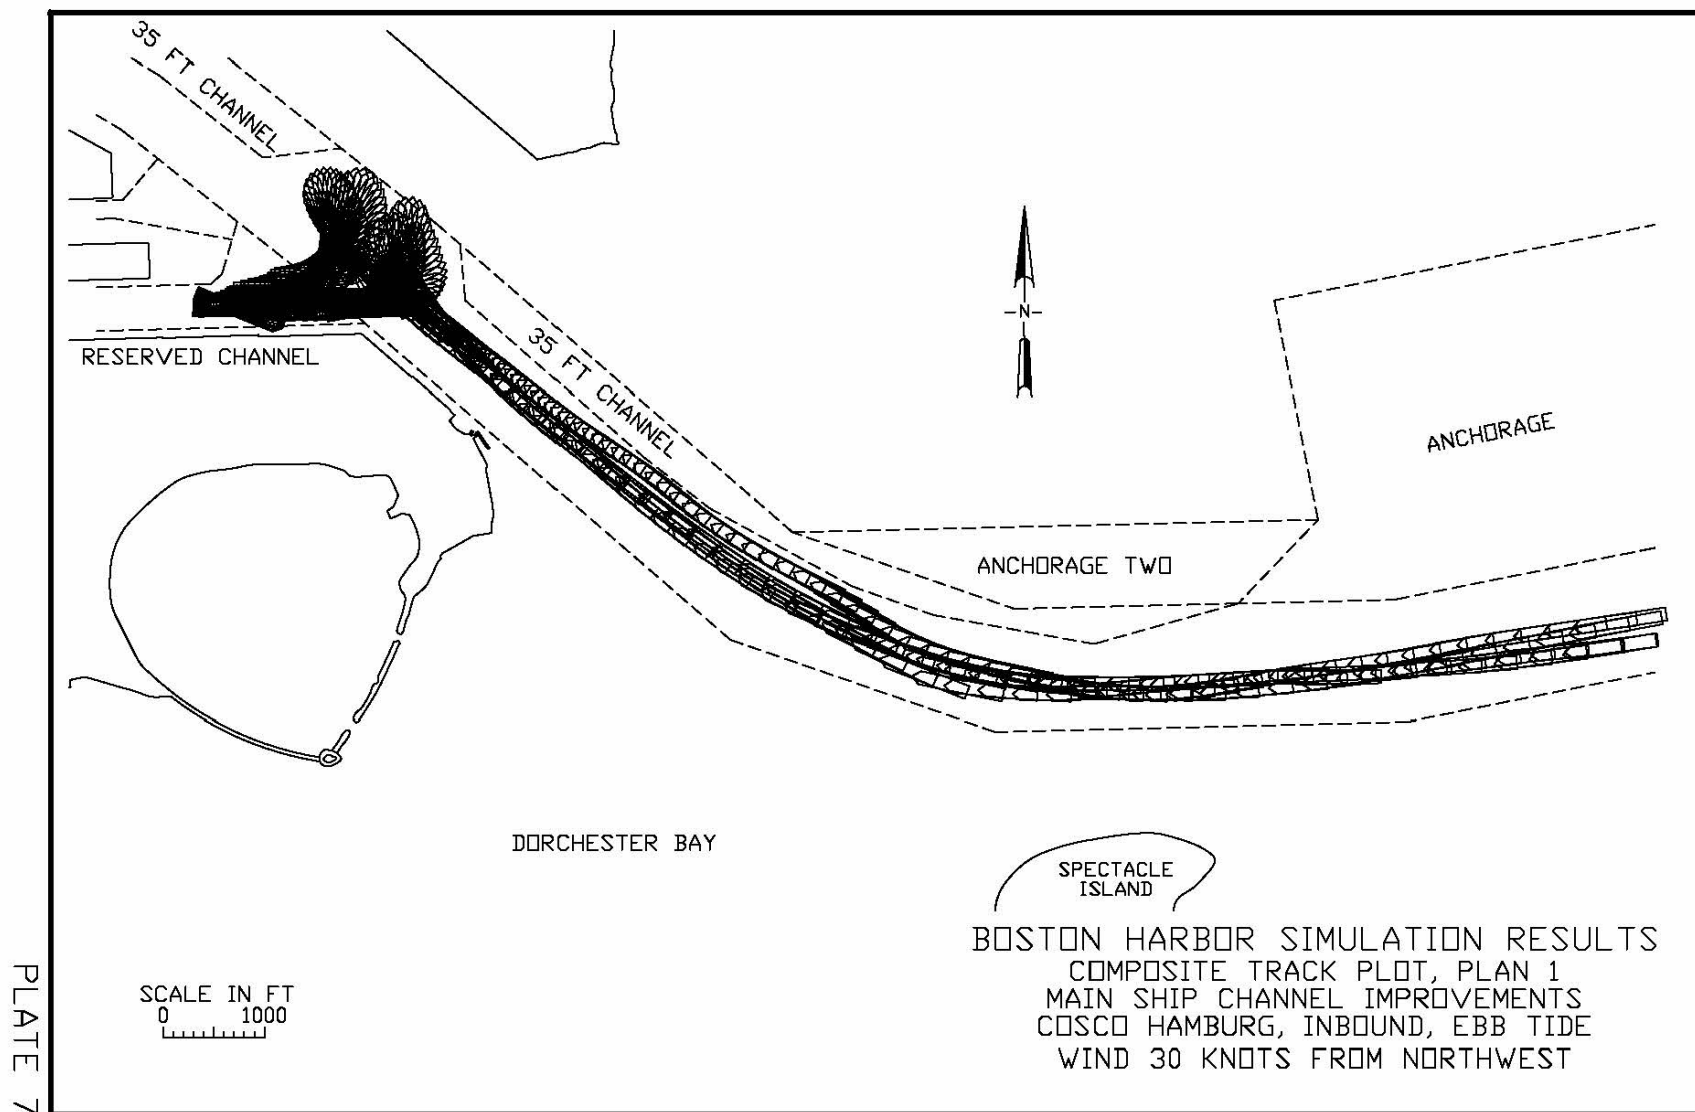 35 FT CHANNEL
RESERVED CHANNEL
35 FT CHANNEL
-N-
ANCHORAGE
ANCHORAGE TWO
DORCHESTER BAY
SPECTACLE
ISLAND
SCALE IN FT
0 1000
BOSTON HARBOR SIMULATION RESULTS
COMPOSITE TRACK PLOT, PLAN 1
MAIN SHIP CHANNEL IMPROVEMENTS
COSCO HAMBURG, INBOUND, EBB TIDE
WIND 30 KNOTS FROM NORTHWEST
PLATE 7